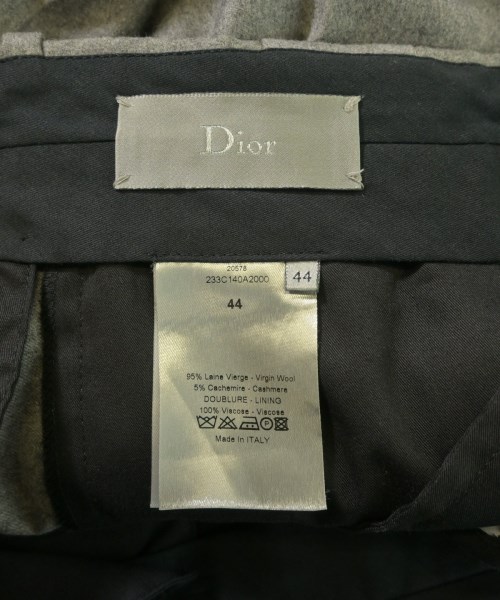 Dior
20578
233C140A2000
44
44
95% Laine Vierge - Virgin Wool
5% Cachemire - Cashmere
DOUBLURE - LINING
100% Viscose - Viscose
Made in ITALY